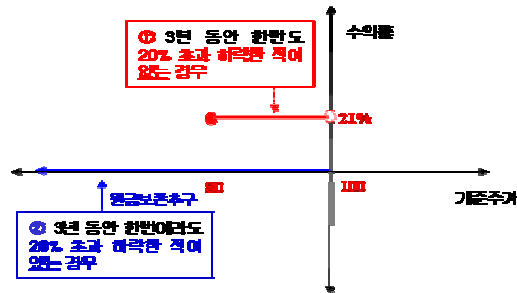 ① 3년 동안 한번도
20% 초과 하락한 적이
없는 경우
수익률
21%
80
100
기준주가
원금보존추구
② 3년 동안 한번이라도
20% 초과 하락한 적이
있는 경우